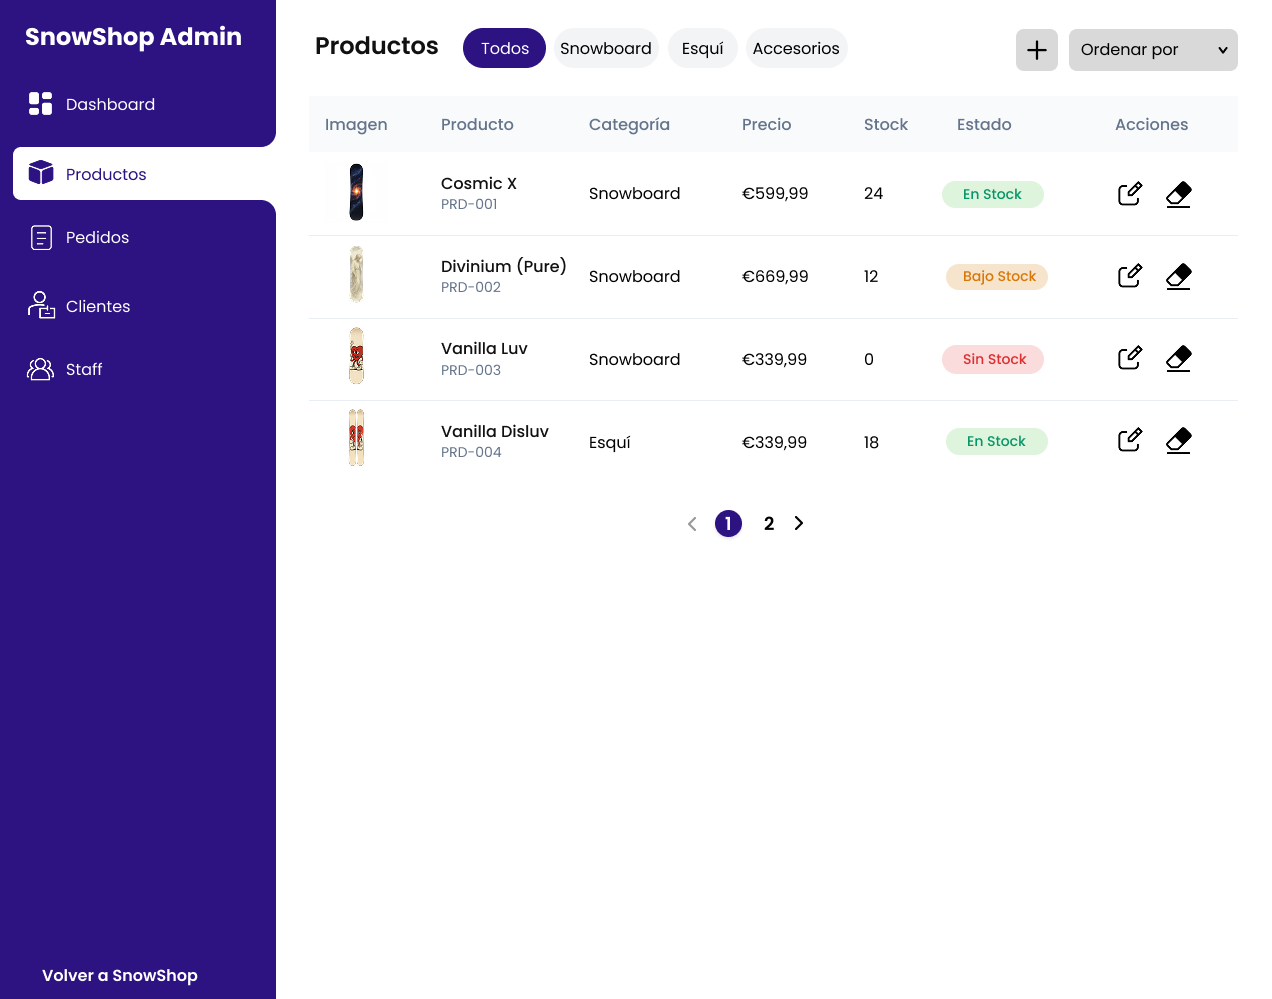 SnowShop Admin
Dashboard
Productos
Pedidos
Clientes
Staff
Volver a SnowShop
Productos Todos Snowboard Esquí Accesorios Ordenar por
Imagen Producto Categoría Precio Stock Estado Acciones
Cosmic X
PRD-001
Snowboard €599,99 24 En Stock
Divinium (Pure)
PRD-002
Snowboard €669,99 12 Bajo Stock
Vanilla Luv
PRD-003
Snowboard €339,99 0 Sin Stock
Vanilla Disluv
PRD-004
Esquí €339,99 18 En Stock
1 2